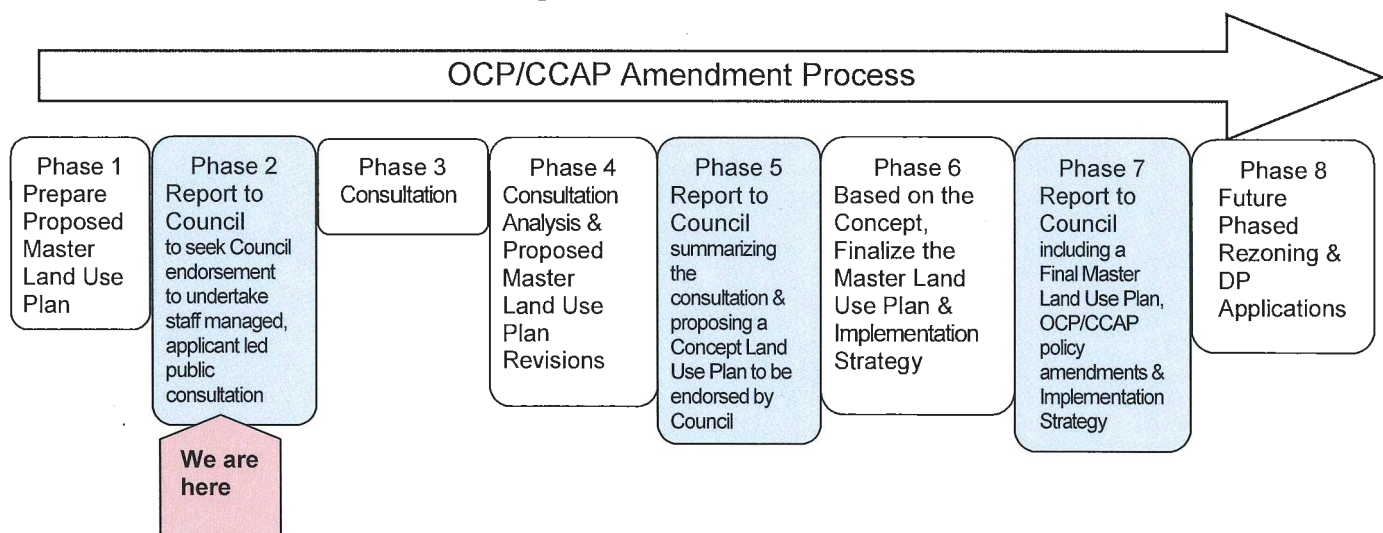 OCP/CCAP Amendment Process
Phase 1
Prepare
Proposed
Master
Land Use
Plan
Phase 2
Report to
Council
to seek Council
endorsement
to undertake
staff managed,
applicant led
public
consultation
Phase 3
Consultation
Phase 4
Consultation
Analysis &
Proposed
Master
Land Use
Plan
Revisions
Phase 5
Report to
Council
summarizing
the
consultation &
proposing a
Concept Land
Use Plan to be
endorsed by
Council
Phase 6
Based on the
Concept,
Finalize the
Master Land
Use Plan &
Implementation
Strategy
Phase 7
Report to
Council
including a
Final Master
Land Use Plan,
OCP/CCAP
policy
amendments &
Implementation
Strategy
Phase 8
Future
Phased
Rezoning &
DP
Applications
We are
here